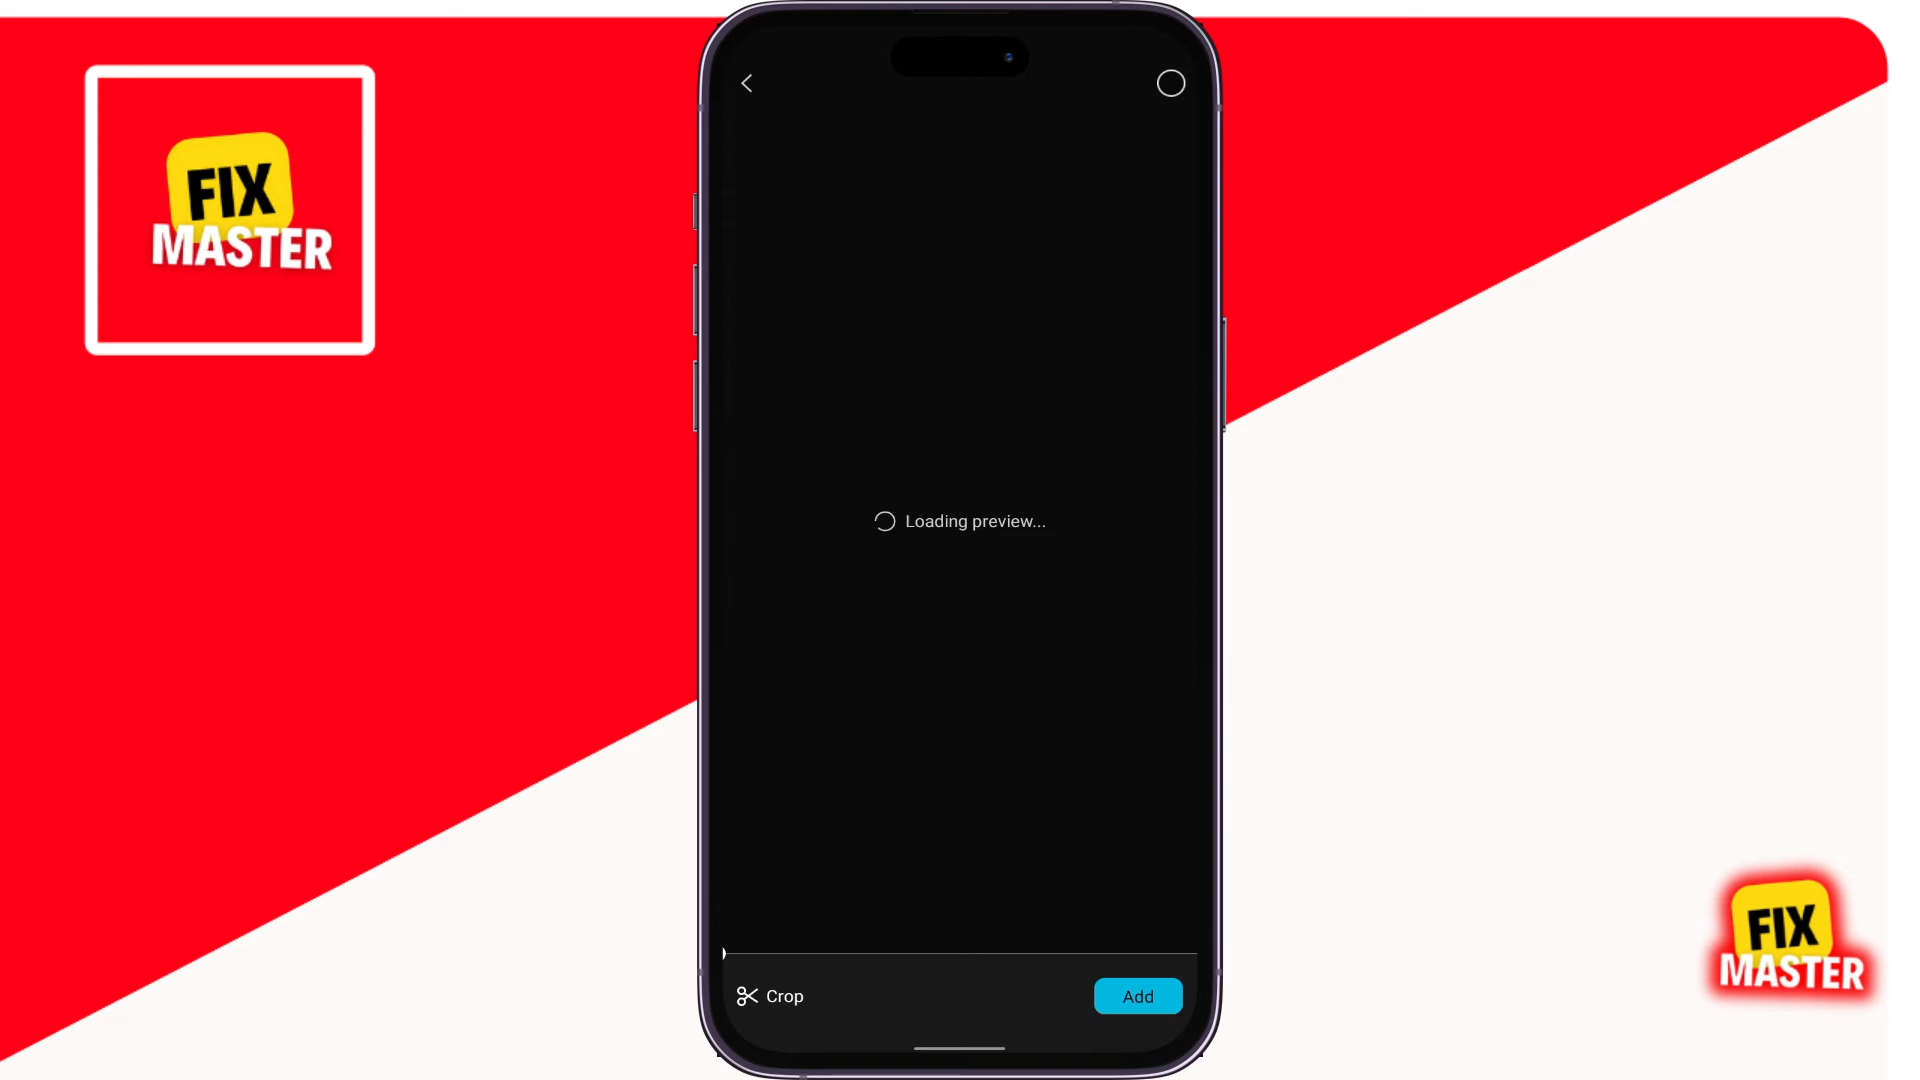 FIX
MASTER
Loading preview...
Crop
Add
FIX
MASTER